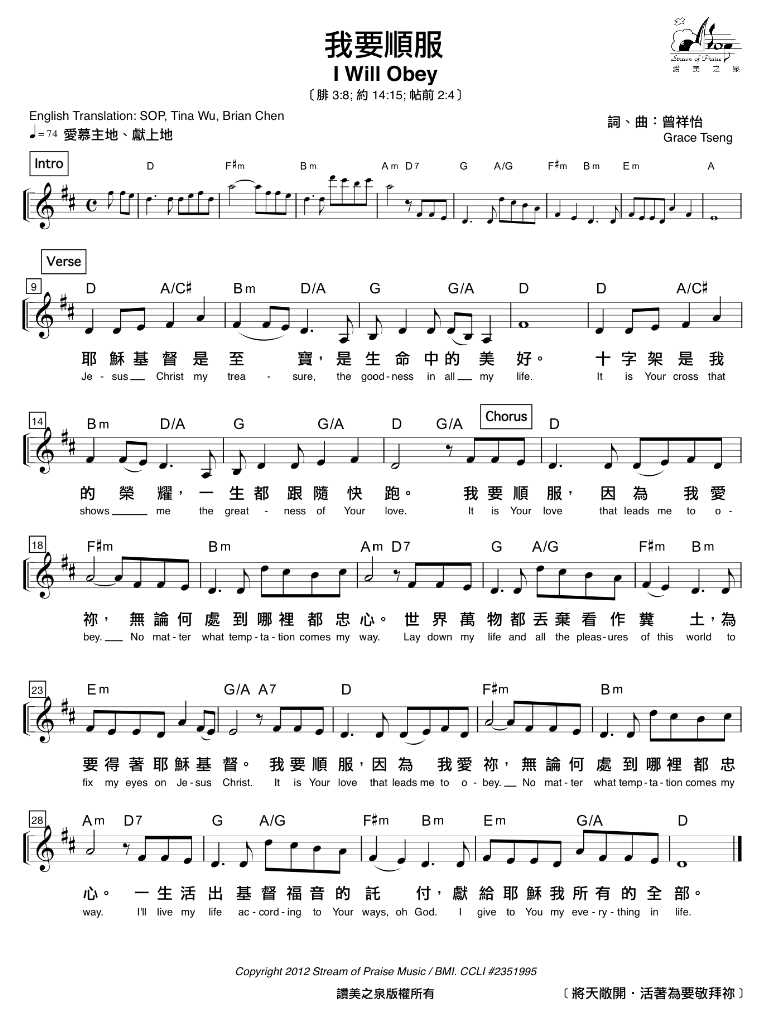 我要順服
I Will Obey
〔腓 3:8; 約 14:15; 帖前 2:4〕
Stream of Praise
讚美之泉
English Translation: SOP, Tina Wu, Brian Chen
♩= 74 愛慕主地、獻上地
詞、曲：曾祥怡
Grace Tseng
Intro
D F♯m Bm Am D7 G A/G F♯m Bm Em A
Verse
9
D A/C♯ Bm D/A G G/A D D A/C♯
耶穌基督是至 寶，是生命中的美好。 十字架是我
Je - sus Christ my trea - sure, the good-ness in all my life. It is Your cross that
14
Bm D/A G G/A D G/A Chorus D
的 榮耀，一生都跟隨快跑。 我要順服， 因為 我愛
shows me the great - ness of Your love. It is Your love that leads me to o -
18
F♯m Bm Am D7 G A/G F♯m Bm
祢， 無論何處到哪裡都忠心。世界萬物都丟棄看作糞 土，為
bey. No mat-ter what temp-ta-tion comes my way. Lay down my life and all the pleas-ures of this world to
23
Em G/A A7 D F♯m Bm
要得著耶穌基督。 我要順服，因為 我愛祢，無論何處到哪裡都忠
fix my eyes on Je-sus Christ. It is Your love that leads me to o-bey. No mat-ter what temp-ta-tion comes my
28
Am D7 G A/G F♯m Bm Em G/A D
心。 一生活出基督福音的託 付，獻給耶穌我所有的全部。
way. I'll live my life ac-cord-ing to Your ways, oh God. I give to You my eve-ry-thing in life.
Copyright 2012 Stream of Praise Music / BMI. CCLI #2351995
讚美之泉版權所有
〔將天敞開．活著為要敬拜祢〕